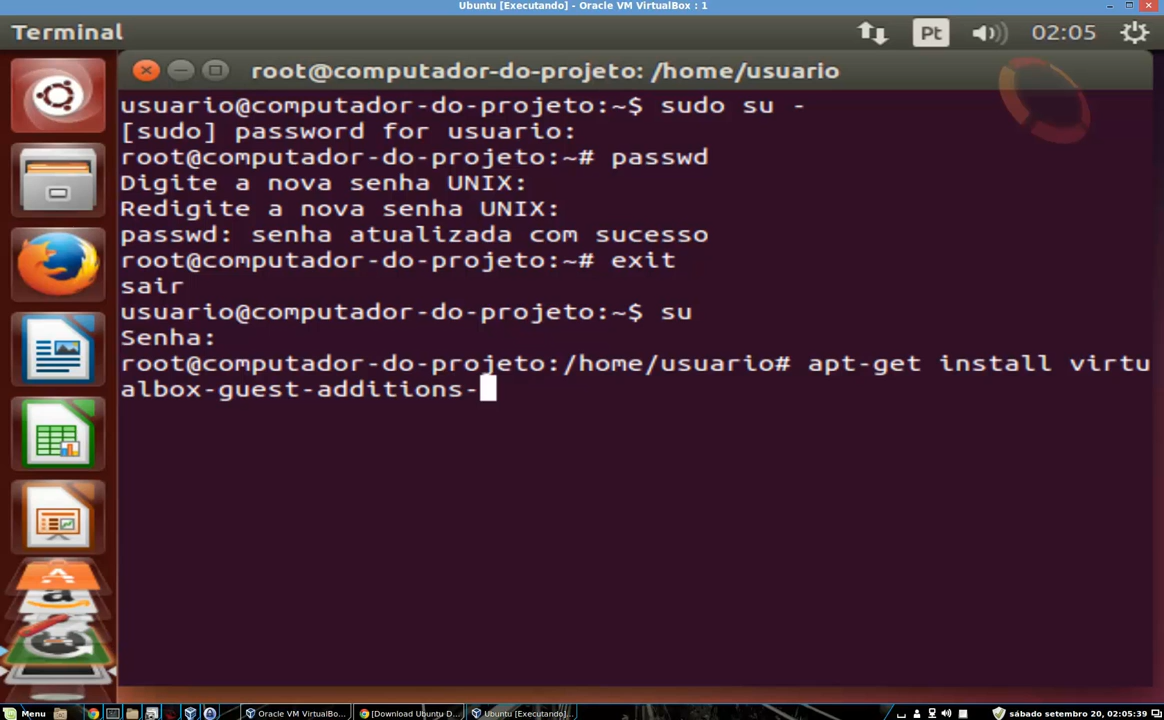 Ubuntu [Executando] - Oracle VM VirtualBox : 1
Terminal
Pt
02:05
root@computador-do-projeto: /home/usuario
usuario@computador-do-projeto:~$ sudo su -
[sudo] password for usuario:
root@computador-do-projeto:~# passwd
Digite a nova senha UNIX:
Redigite a nova senha UNIX:
passwd: senha atualizada com sucesso
root@computador-do-projeto:~# exit
sair
usuario@computador-do-projeto:~$ su
Senha:
root@computador-do-projeto:/home/usuario# apt-get install virtu
albox-guest-additions-
Menu
Oracle VM VirtualBo...
[Download Ubuntu D...
Ubuntu [Executando]...
sábado setembro 20, 02:05:39